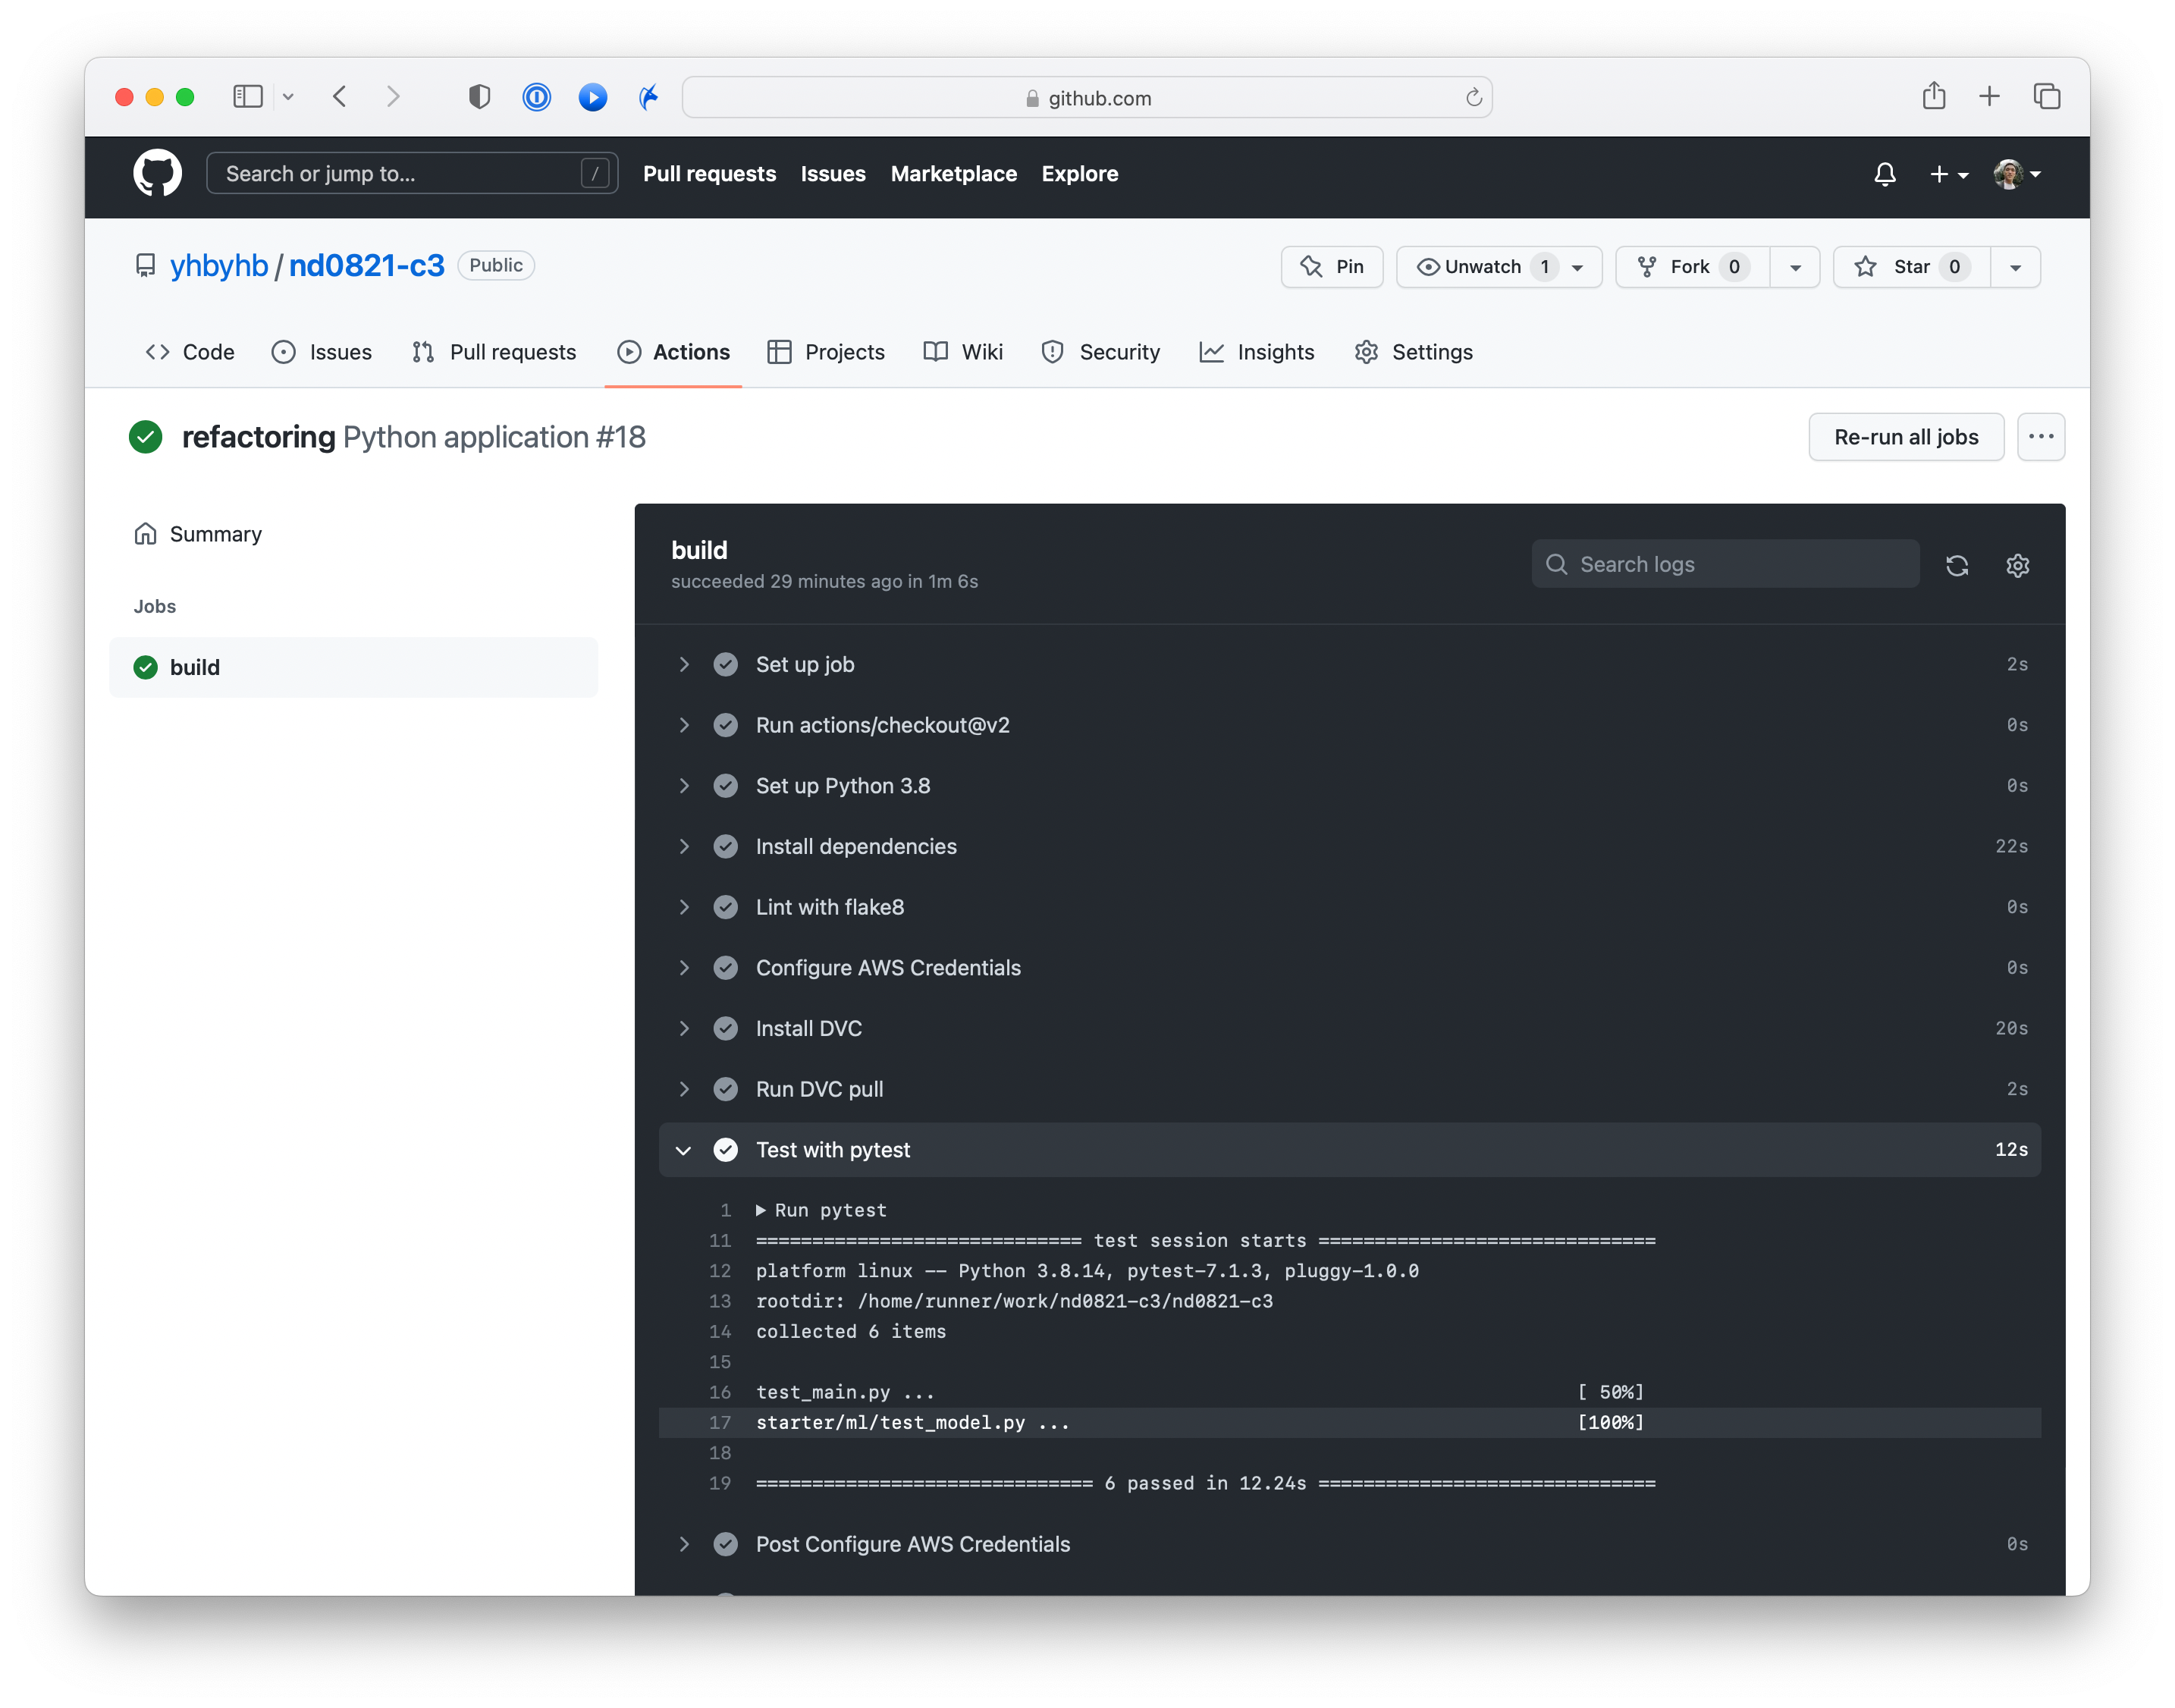 github.com
Search or jump to... /
Pull requests Issues Marketplace Explore
yhbyhb / nd0821-c3 Public
Pin Unwatch 1 Fork 0 Star 0
Code Issues Pull requests Actions Projects Wiki Security Insights Settings
refactoring Python application #18
Re-run all jobs
Summary
Jobs
build
build
succeeded 29 minutes ago in 1m 6s
Search logs
Set up job 2s
Run actions/checkout@v2 0s
Set up Python 3.8 0s
Install dependencies 22s
Lint with flake8 0s
Configure AWS Credentials 0s
Install DVC 20s
Run DVC pull 2s
Test with pytest 12s
1 ▶ Run pytest
11 ============================= test session starts ==============================
12 platform linux -- Python 3.8.14, pytest-7.1.3, pluggy-1.0.0
13 rootdir: /home/runner/work/nd0821-c3/nd0821-c3
14 collected 6 items
15
16 test_main.py ... [ 50%]
17 starter/ml/test_model.py ... [100%]
18
19 ============================== 6 passed in 12.24s ==============================
Post Configure AWS Credentials 0s